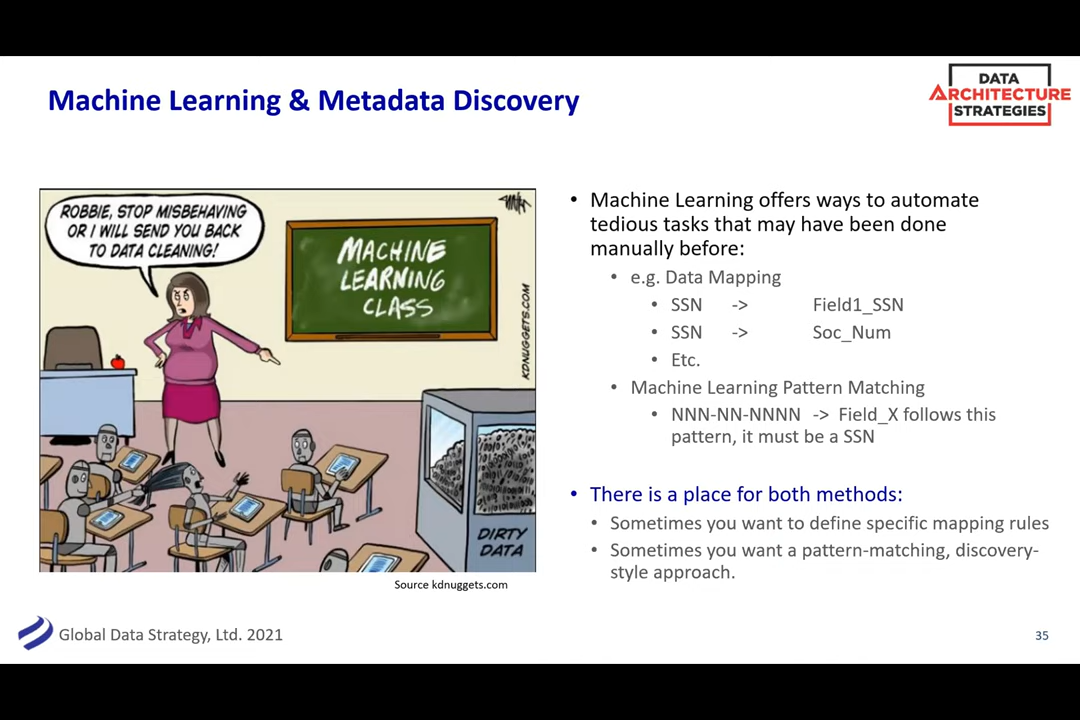 Machine Learning & Metadata Discovery
DATA
ARCHITECTURE
STRATEGIES
ROBBIE, STOP MISBEHAVING
OR I WILL SEND YOU BACK
TO DATA CLEANING!
MACHINE
LEARNING
CLASS
KDNUGGETS.COM
DIRTY
DATA
Source kdnuggets.com
• Machine Learning offers ways to automate
tedious tasks that may have been done
manually before:
• e.g. Data Mapping
• SSN -> Field1_SSN
• SSN -> Soc_Num
• Etc.
• Machine Learning Pattern Matching
• NNN-NN-NNNN -> Field_X follows this
pattern, it must be a SSN
• There is a place for both methods:
• Sometimes you want to define specific mapping rules
• Sometimes you want a pattern-matching, discovery-
style approach.
Global Data Strategy, Ltd. 2021
35